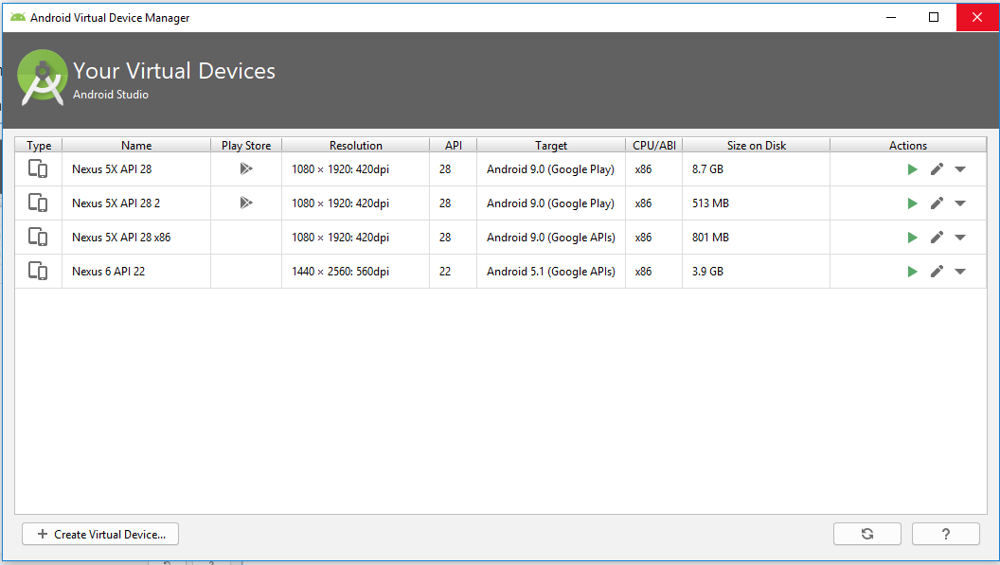 Android Virtual Device Manager
Your Virtual Devices
Android Studio
Type Name Play Store Resolution API Target CPU/ABI Size on Disk Actions
Nexus 5X API 28 1080 × 1920: 420dpi 28 Android 9.0 (Google Play) x86 8.7 GB
Nexus 5X API 28 2 1080 × 1920: 420dpi 28 Android 9.0 (Google Play) x86 513 MB
Nexus 5X API 28 x86 1080 × 1920: 420dpi 28 Android 9.0 (Google APIs) x86 801 MB
Nexus 6 API 22 1440 × 2560: 560dpi 22 Android 5.1 (Google APIs) x86 3.9 GB
+ Create Virtual Device... ?